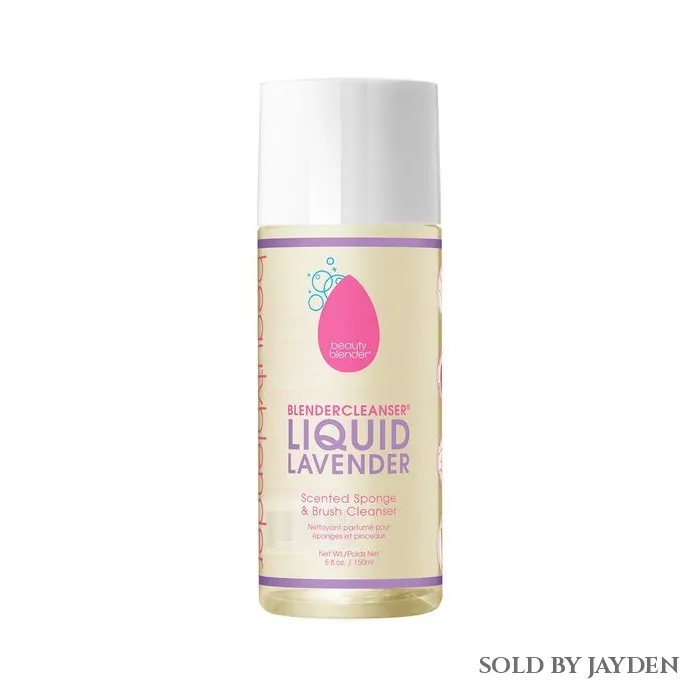 beautyblender
beauty
blender®
BLENDERCLEANSER®
LIQUID
LAVENDER
Scented Sponge
& Brush Cleanser
Nettoyant parfumé pour
éponges et pinceaux
Net Wt./Poids Net
5 fl.oz. / 150ml
SOLD BY JAYDEN